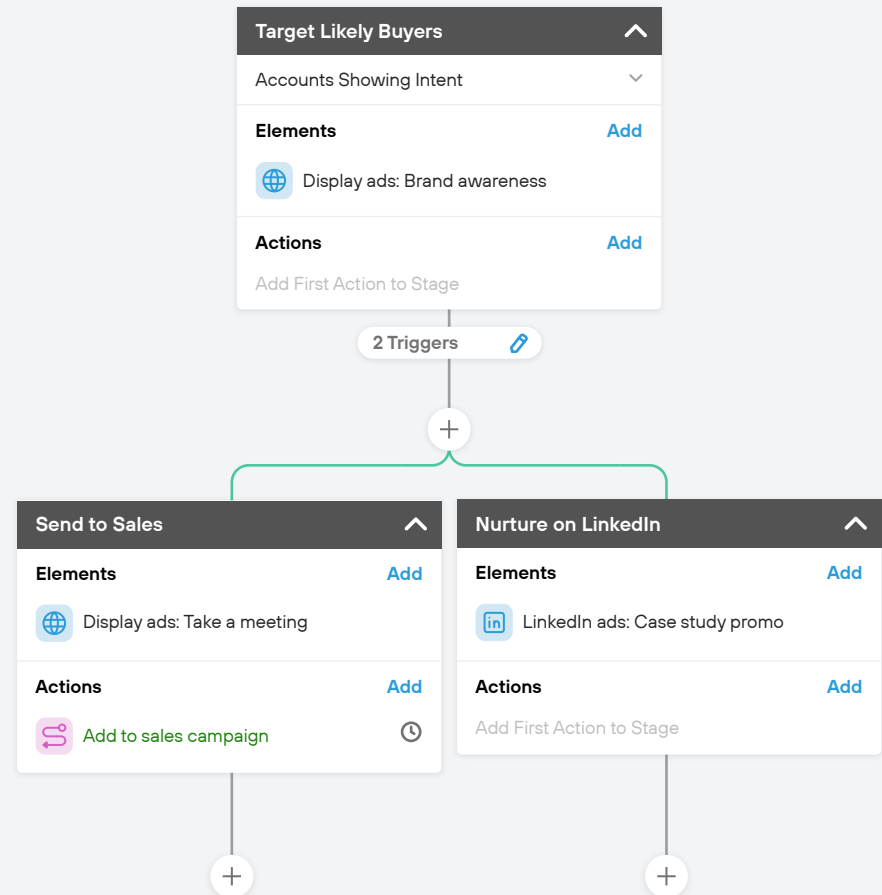 Target Likely Buyers
Accounts Showing Intent
Elements Add
Display ads: Brand awareness
Actions Add
Add First Action to Stage
2 Triggers
Send to Sales
Elements Add
Display ads: Take a meeting
Actions Add
Add to sales campaign
Nurture on LinkedIn
Elements Add
in
LinkedIn ads: Case study promo
Actions Add
Add First Action to Stage